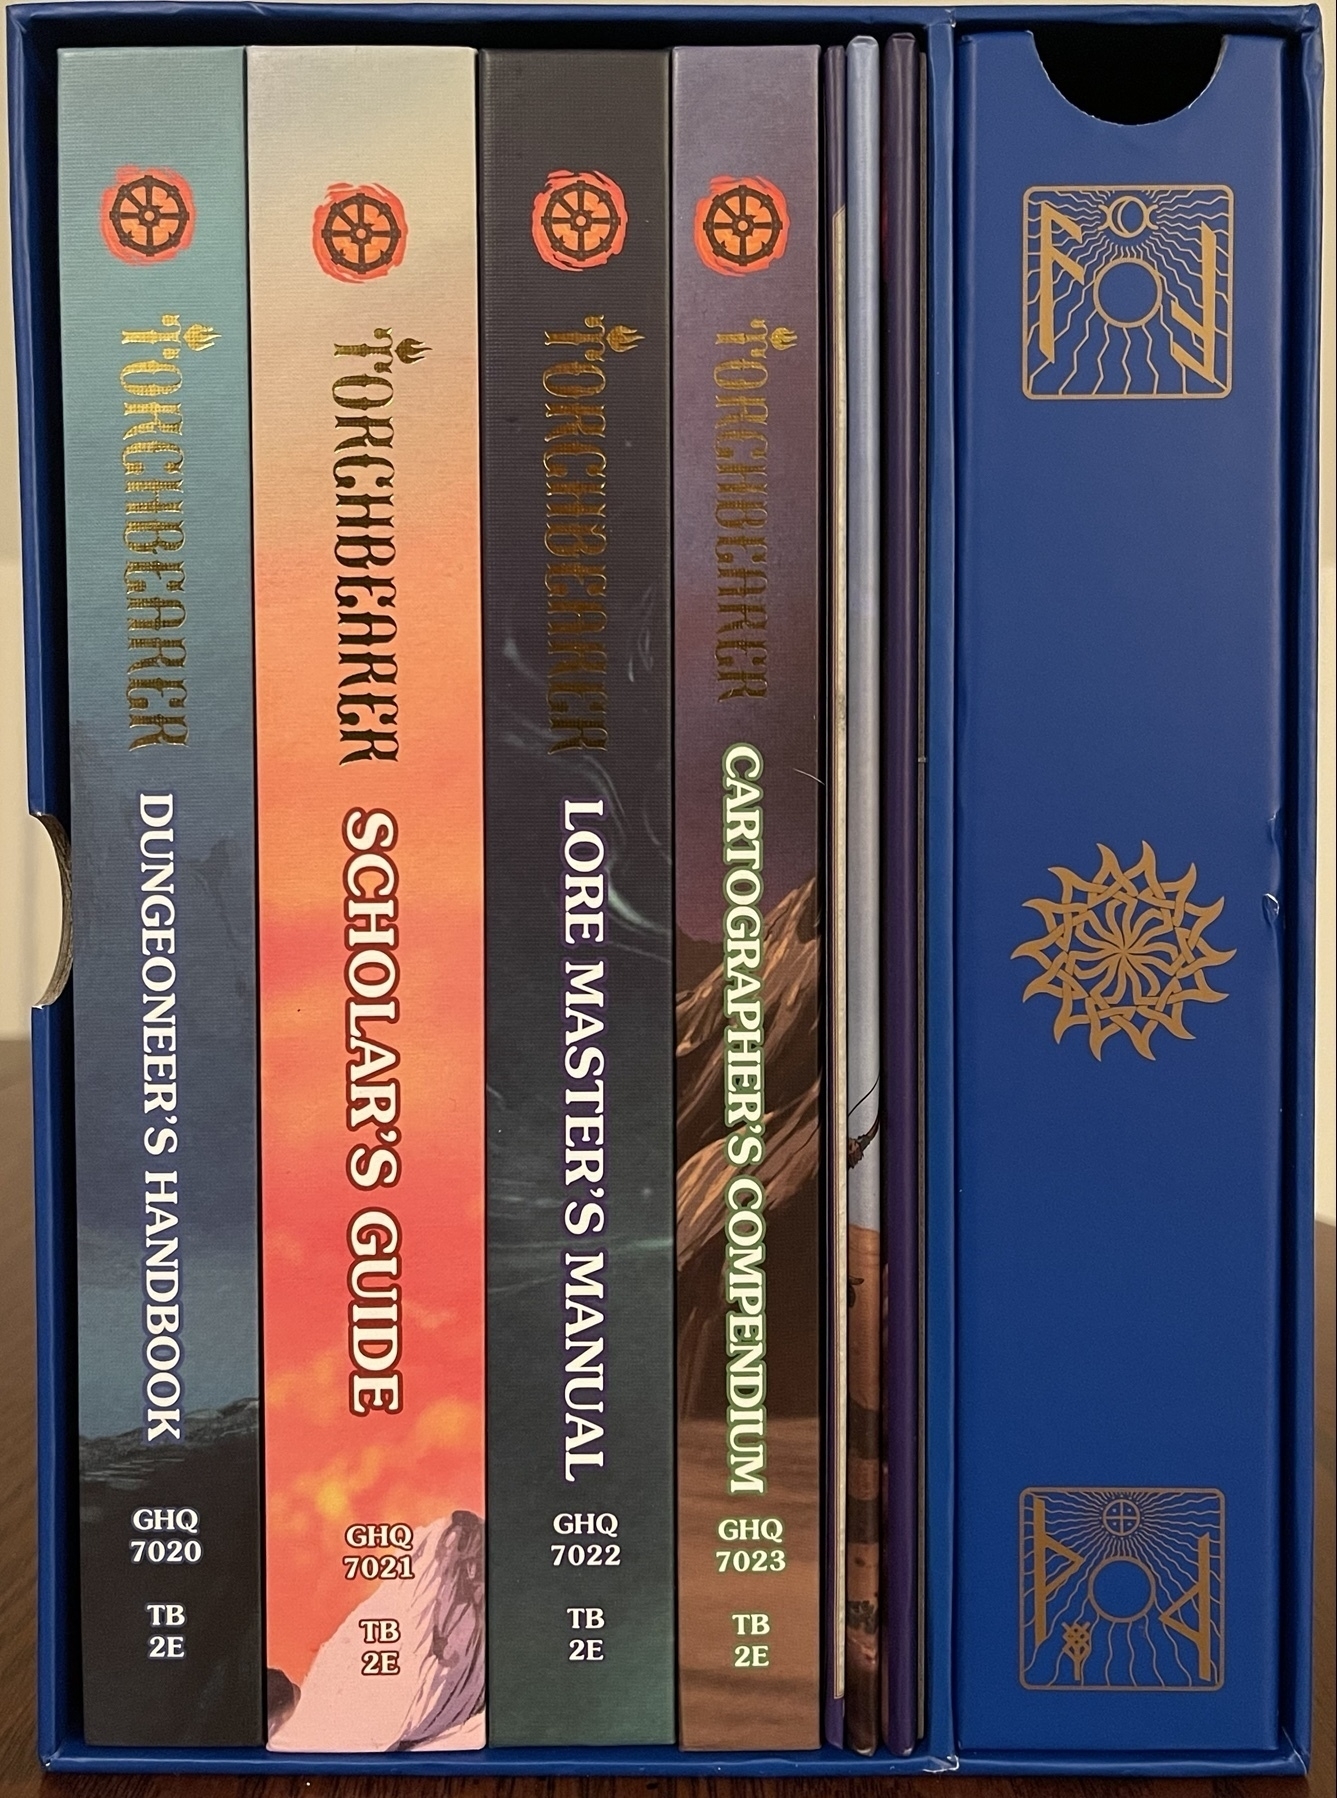 TORCHBEARER
DUNGEONEER'S HANDBOOK
GHQ
7020
TB
2E
TORCHBEARER
SCHOLAR'S GUIDE
GHQ
7021
TB
2E
TORCHBEARER
LORE MASTER'S MANUAL
GHQ
7022
TB
2E
TORCHBEARER
CARTOGRAPHER'S COMPENDIUM
GHQ
7023
TB
2E